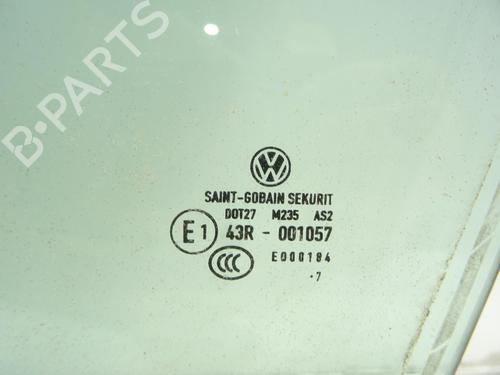 B-PARTS
VW
SAINT-GOBAIN SEKURIT
DOT27 M235 AS2
E1 43R - 001057
CCC E000184
·7